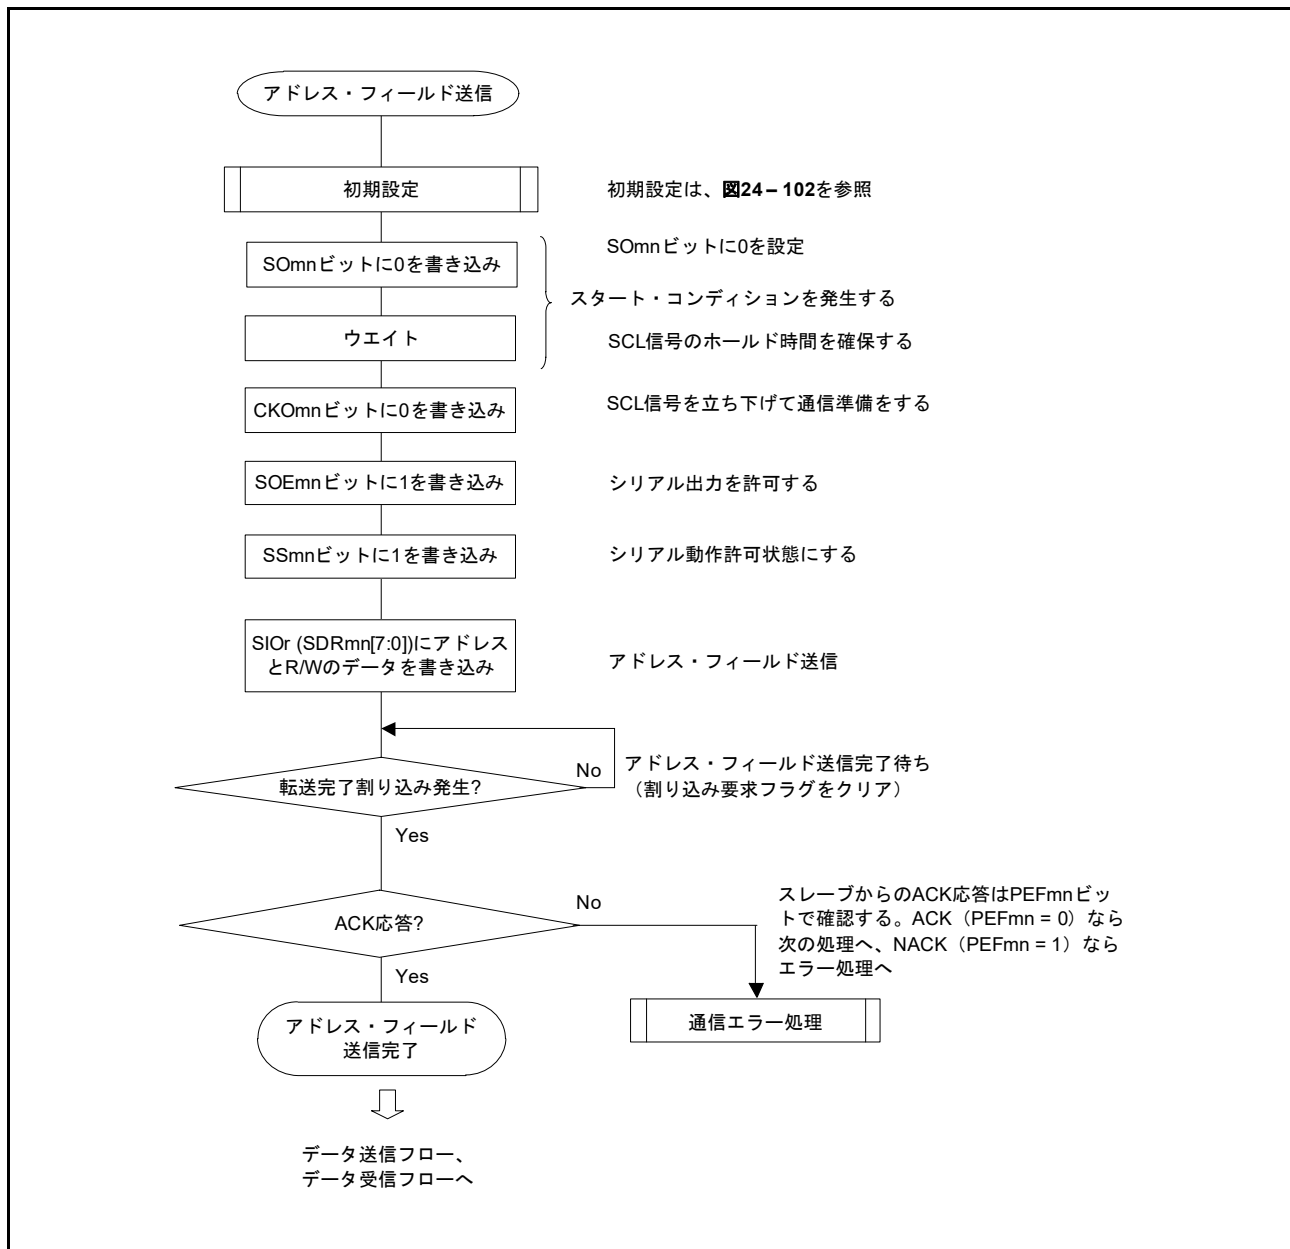 アドレス・フィールド送信
初期設定
初期設定は、図24 – 102を参照
SOmnビットに0を書き込み
SOmnビットに0を設定
スタート・コンディションを発生する
ウエイト
SCL信号のホールド時間を確保する
CKOmnビットに0を書き込み
SCL信号を立ち下げて通信準備をする
SOEmnビットに1を書き込み
シリアル出力を許可する
SSmnビットに1を書き込み
シリアル動作許可状態にする
SIOr (SDRmn[7:0])にアドレス
とR/Wのデータを書き込み
アドレス・フィールド送信
転送完了割り込み発生?
No
アドレス・フィールド送信完了待ち
（割り込み要求フラグをクリア）
Yes
ACK応答?
No
スレーブからのACK応答はPEFmnビッ
トで確認する。ACK（PEFmn = 0）なら
次の処理へ、NACK（PEFmn = 1）なら
エラー処理へ
Yes
通信エラー処理
アドレス・フィールド
送信完了
データ送信フロー、
データ受信フローへ